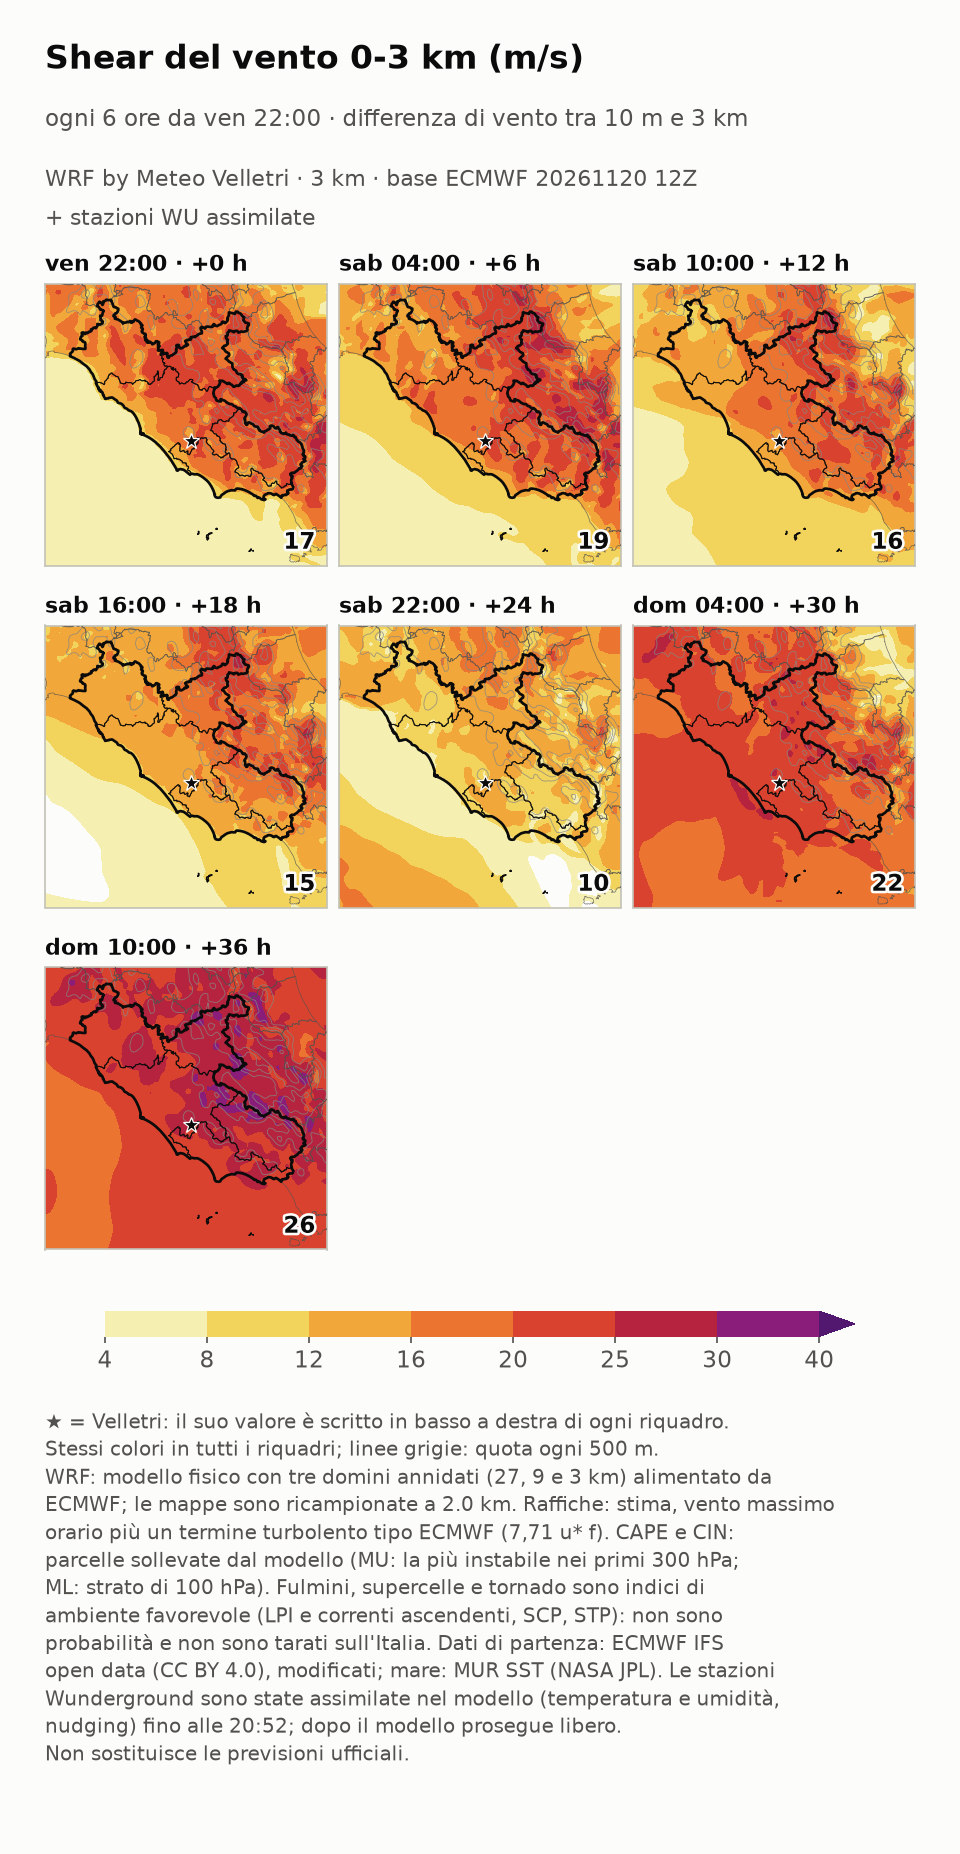 Shear del vento 0-3 km (m/s)
ogni 6 ore da ven 22:00 · differenza di vento tra 10 m e 3 km
WRF by Meteo Velletri · 3 km · base ECMWF 20261120 12Z
+ stazioni WU assimilate
ven 22:00 · +0 h
sab 04:00 · +6 h
sab 10:00 · +12 h
17
19
16
sab 16:00 · +18 h
sab 22:00 · +24 h
dom 04:00 · +30 h
15
10
22
dom 10:00 · +36 h
26
4 8 12 16 20 25 30 40
★ = Velletri: il suo valore è scritto in basso a destra di ogni riquadro.
Stessi colori in tutti i riquadri; linee grigie: quota ogni 500 m.
WRF: modello fisico con tre domini annidati (27, 9 e 3 km) alimentato da
ECMWF; le mappe sono ricampionate a 2.0 km. Raffiche: stima, vento massimo
orario più un termine turbolento tipo ECMWF (7,71 u* f). CAPE e CIN:
parcelle sollevate dal modello (MU: la più instabile nei primi 300 hPa;
ML: strato di 100 hPa). Fulmini, supercelle e tornado sono indici di
ambiente favorevole (LPI e correnti ascendenti, SCP, STP): non sono
probabilità e non sono tarati sull'Italia. Dati di partenza: ECMWF IFS
open data (CC BY 4.0), modificati; mare: MUR SST (NASA JPL). Le stazioni
Wunderground sono state assimilate nel modello (temperatura e umidità,
nudging) fino alle 20:52; dopo il modello prosegue libero.
Non sostituisce le previsioni ufficiali.